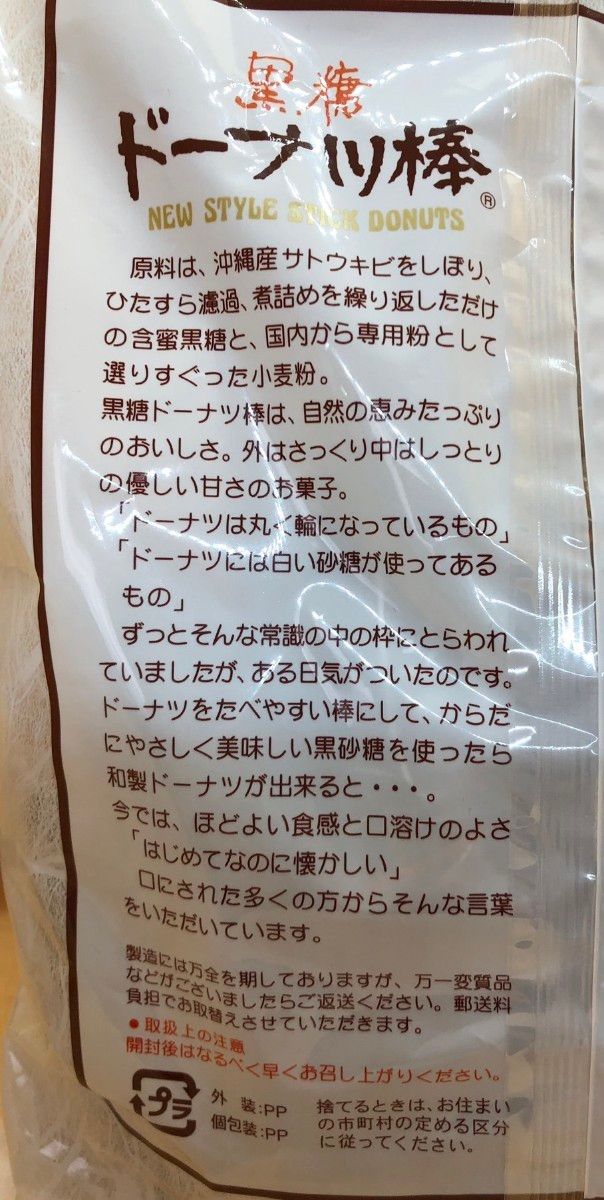 黒糖
ドーナツ棒®
NEW STYLE STICK DONUTS
原料は、沖縄産サトウキビをしぼり、
ひたすら濾過、煮詰めを繰り返しただけ
の含蜜黒糖と、国内から専用粉として
選りすぐった小麦粉。
黒糖ドーナツ棒は、自然の恵みたっぷり
のおいしさ。外はさっくり中はしっとり
の優しい甘さのお菓子。
「ドーナツは丸く輪になっているもの」
「ドーナツには白い砂糖が使ってある
もの」
ずっとそんな常識の中の枠にとらわれ
ていましたが、ある日気がついたのです。
ドーナツをたべやすい棒にして、からだ
にやさしく美味しい黒砂糖を使ったら
和製ドーナツが出来ると・・・。
今では、ほどよい食感と口溶けのよさ
「はじめてなのに懐かしい」
口にされた多くの方からそんな言葉
をいただいています。
製造には万全を期しておりますが、万一変質品
などがございましたらご返送ください。郵送料
負担でお取替えさせていただきます。
●取扱上の注意
開封後はなるべく早くお召し上がりください。
プラ
外装:PP
個包装:PP
捨てるときは、お住まい
の市町村の定める区分
に従ってください。